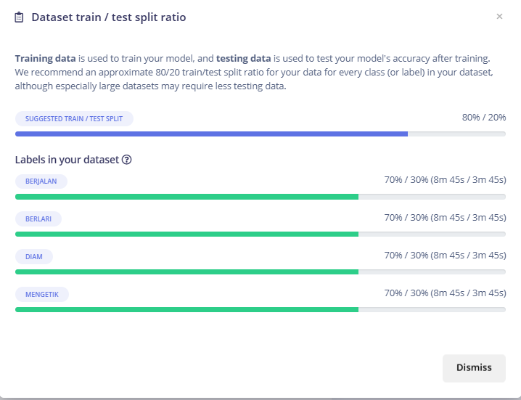 Dataset train / test split ratio
×
Training data is used to train your model, and testing data is used to test your model's accuracy after training.
We recommend an approximate 80/20 train/test split ratio for your data for every class (or label) in your dataset,
although especially large datasets may require less testing data.
SUGGESTED TRAIN / TEST SPLIT 80% / 20%
Labels in your dataset ?
BERJALAN 70% / 30% (8m 45s / 3m 45s)
BERLARI 70% / 30% (8m 45s / 3m 45s)
DIAM 70% / 30% (8m 45s / 3m 45s)
MENGETIK 70% / 30% (8m 45s / 3m 45s)
Dismiss